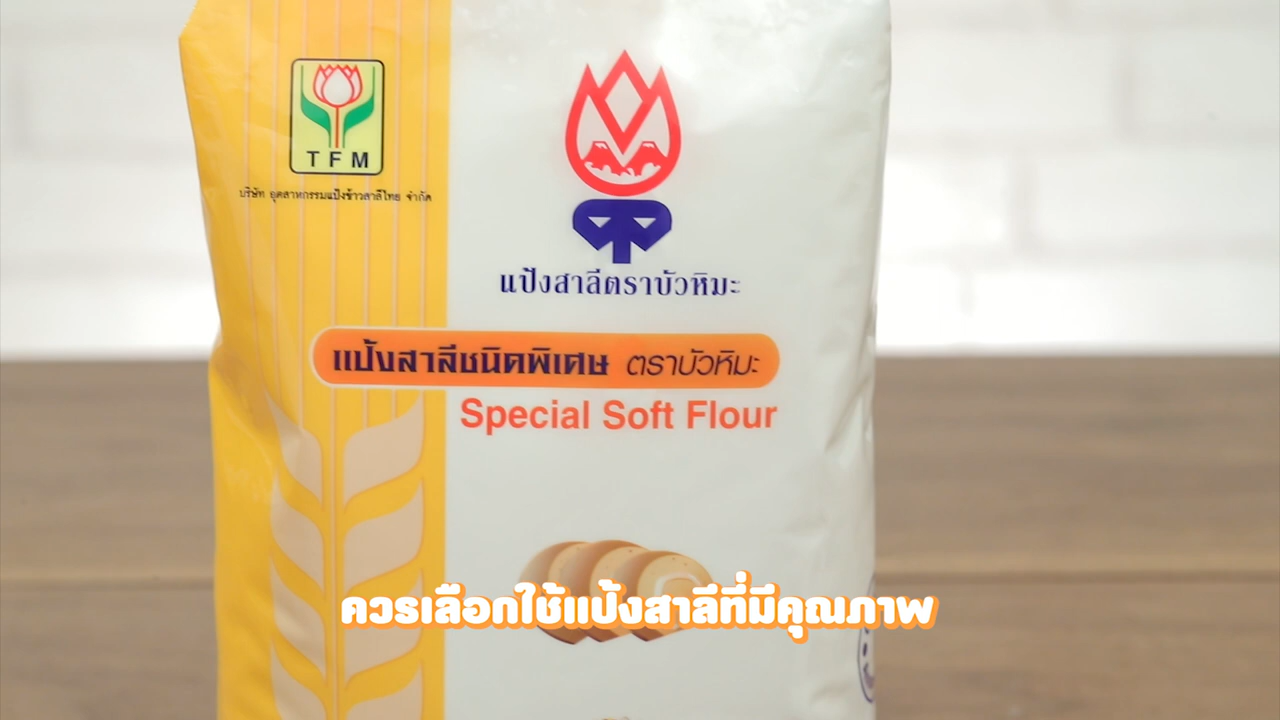 TFM
บริษัท อุตสาหกรรมแป้งข้าวสาลีไทย จำกัด
แป้งสาลีตราบัวหิมะ
แป้งสาลีชนิดพิเศษ ตราบัวหิมะ
Special Soft Flour
ควรเลือกใช้แป้งสาลีที่มีคุณภาพ